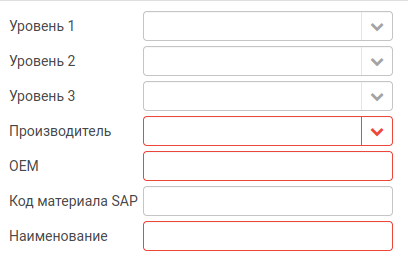 Уровень 1
Уровень 2
Уровень 3
Производитель
OEM
Код материала SAP
Наименование